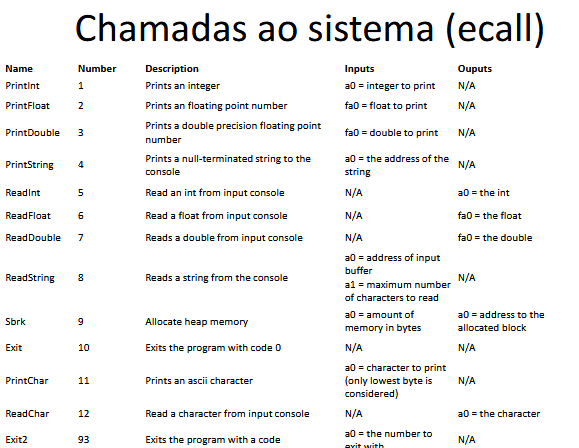 Chamadas ao sistema (ecall)
Name Number Description Inputs Ouputs
PrintInt 1 Prints an integer a0 = integer to print N/A
PrintFloat 2 Prints an floating point number fa0 = float to print N/A
PrintDouble 3 Prints a double precision floating point number fa0 = double to print N/A
PrintString 4 Prints a null-terminated string to the console a0 = the address of the string N/A
ReadInt 5 Read an int from input console N/A a0 = the int
ReadFloat 6 Read a float from input console N/A fa0 = the float
ReadDouble 7 Reads a double from input console N/A fa0 = the double
ReadString 8 Reads a string from the console a0 = address of input buffer a1 = maximum number of characters to read N/A
Sbrk 9 Allocate heap memory a0 = amount of memory in bytes a0 = address to the allocated block
Exit 10 Exits the program with code 0 N/A N/A
PrintChar 11 Prints an ascii character a0 = character to print (only lowest byte is considered) N/A
ReadChar 12 Read a character from input console N/A a0 = the character
Exit2 93 Exits the program with a code a0 = the number to exit with N/A